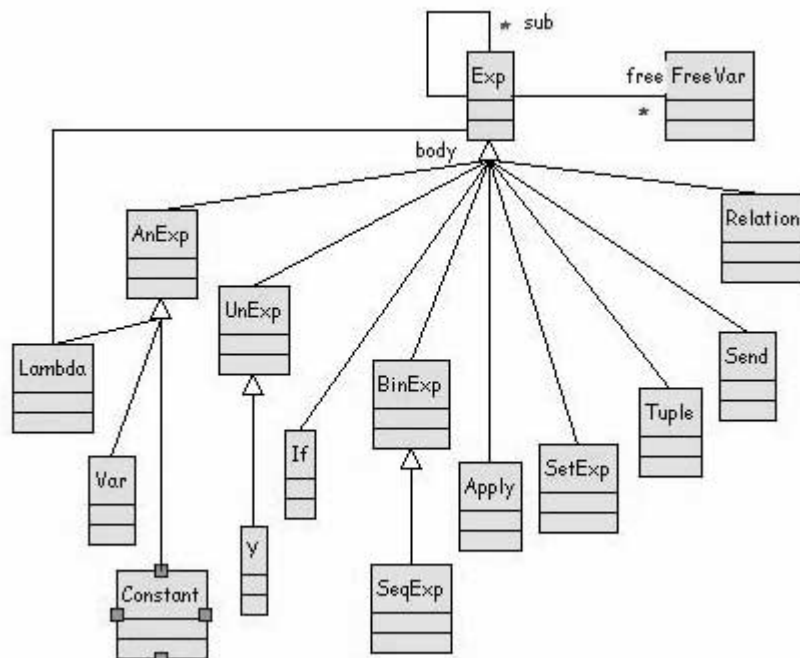 * sub
Exp
free
FreeVar
*
body
AnExp
Relation
UnExp
Lambda
BinExp
Send
Tuple
Var
If
Apply
SetExp
Y
Constant
SeqExp